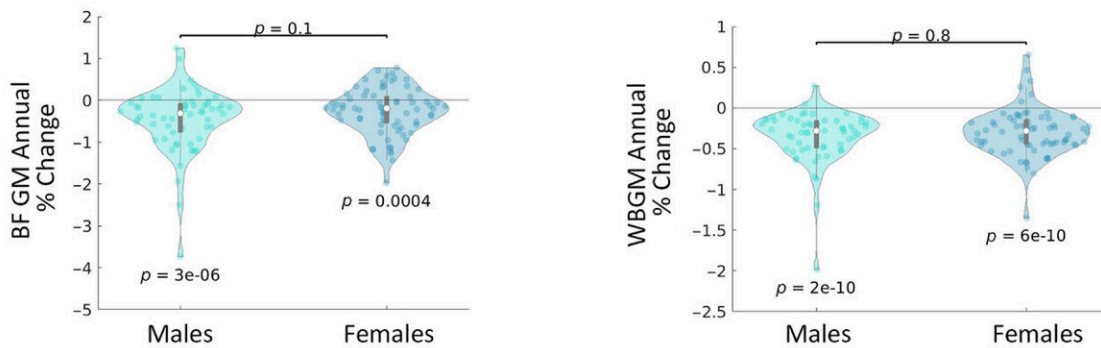 BF GM Annual
% Change
2
1
0
−1
−2
−3
−4
−5
p = 0.1
p = 3e-06
p = 0.0004
Males
Females
WBGM Annual
% Change
1
0.5
0
−0.5
−1
−1.5
−2
−2.5
p = 0.8
p = 2e-10
p = 6e-10
Males
Females